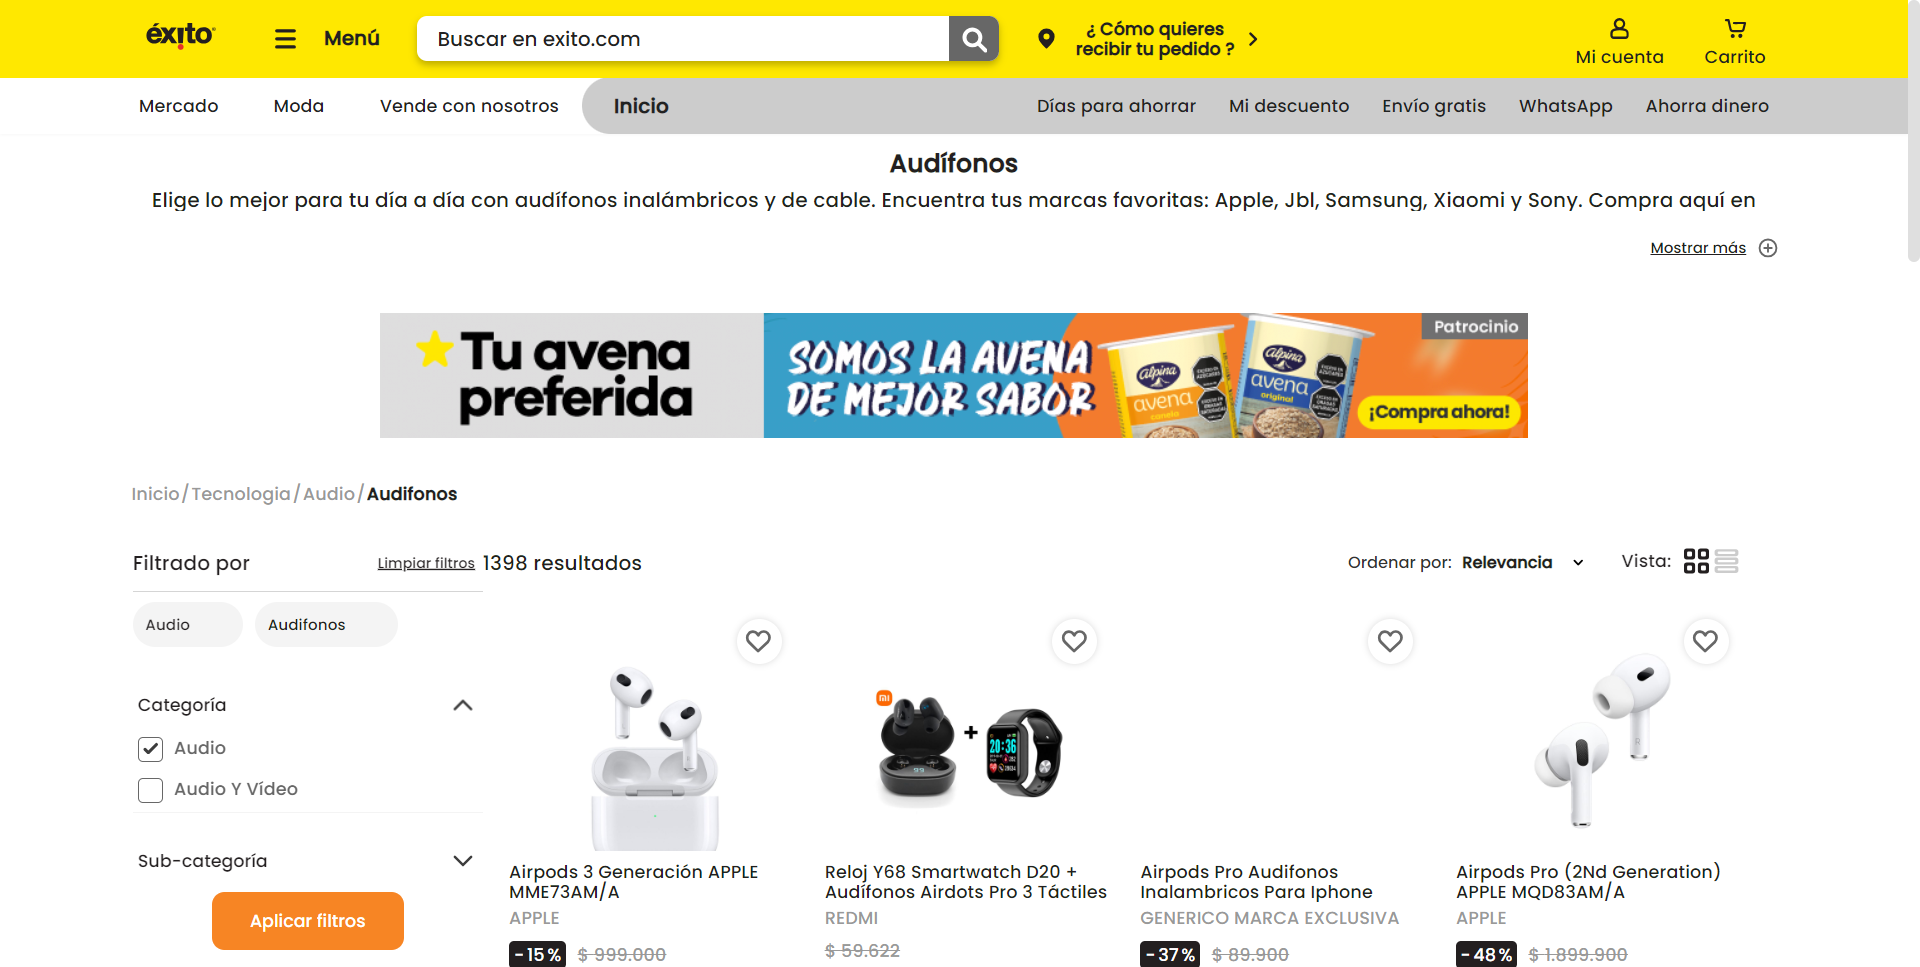 éxito
Menú
Buscar en exito.com
¿ Cómo quieres
recibir tu pedido ?
Mi cuenta
Carrito
Mercado
Moda
Vende con nosotros
Inicio
Días para ahorrar
Mi descuento
Envío gratis
WhatsApp
Ahorra dinero
Audífonos
Elige lo mejor para tu día a día con audífonos inalámbricos y de cable. Encuentra tus marcas favoritas: Apple, Jbl, Samsung, Xiaomi y Sony. Compra aquí en
Mostrar más
Tu avena
preferida
SOMOS LA AVENA
DE MEJOR SABOR
alpina
avena
canela
alpina
avena
original
Patrocinio
¡Compra ahora!
Inicio/Tecnologia/Audio/Audifonos
Filtrado por
Limpiar filtros
1398 resultados
Ordenar por: Relevancia
Vista:
Audio
Audifonos
Categoría
Audio
Audio Y Vídeo
Sub-categoría
Aplicar filtros
Airpods 3 Generación APPLE
MME73AM/A
APPLE
-15%
$ 999.000
mi
20:36
Reloj Y68 Smartwatch D20 +
Audífonos Airdots Pro 3 Táctiles
REDMI
$ 59.622
Airpods Pro Audifonos
Inalambricos Para Iphone
GENERICO MARCA EXCLUSIVA
-37%
$ 89.900
Airpods Pro (2Nd Generation)
APPLE MQD83AM/A
APPLE
-48%
$ 1.899.900